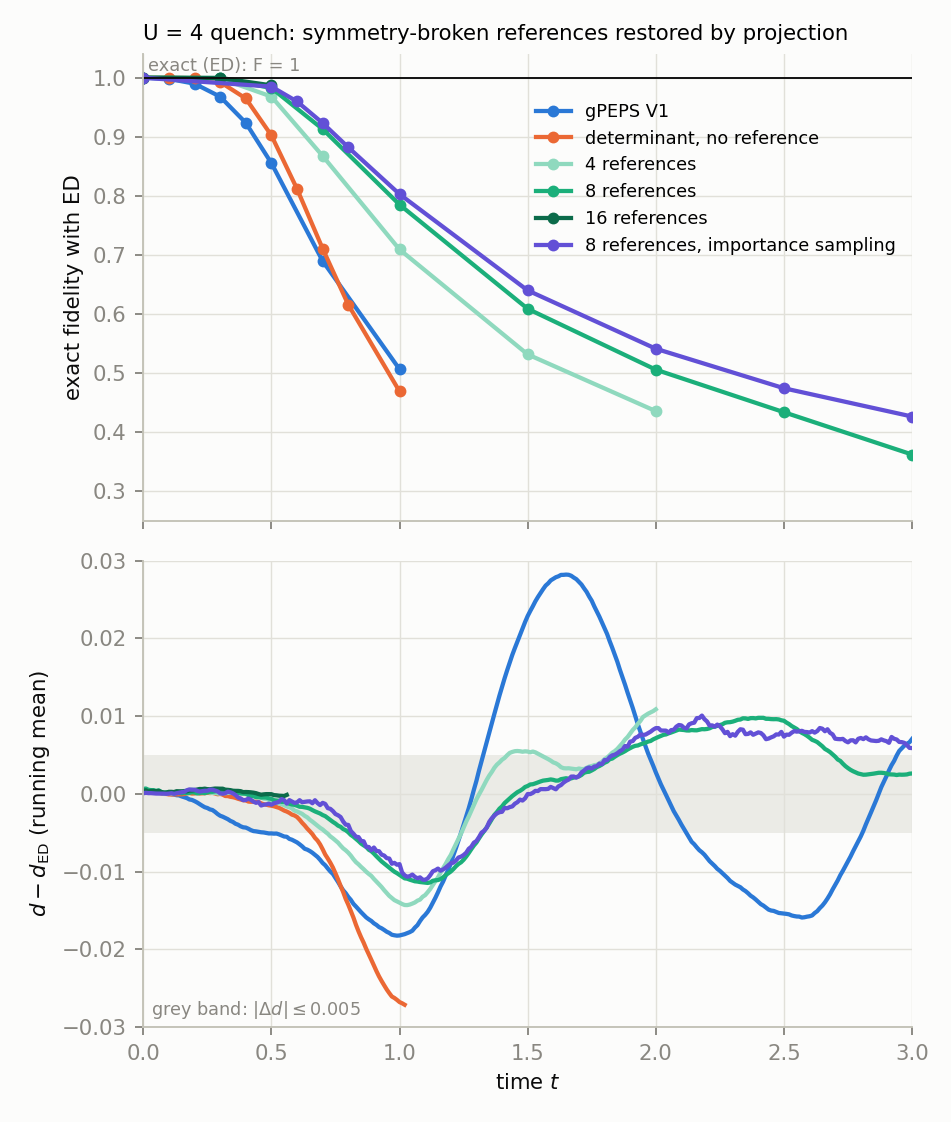 U = 4 quench: symmetry-broken references restored by projection
exact (ED): F = 1
1.0
0.9
0.8
0.7
0.6
0.5
0.4
0.3
exact fidelity with ED
gPEPS V1
determinant, no reference
4 references
8 references
16 references
8 references, importance sampling
0.03
0.02
0.01
0.00
−0.01
−0.02
−0.03
d − d_ED (running mean)
grey band: |Δd| ≤ 0.005
0.0 0.5 1.0 1.5 2.0 2.5 3.0
time t